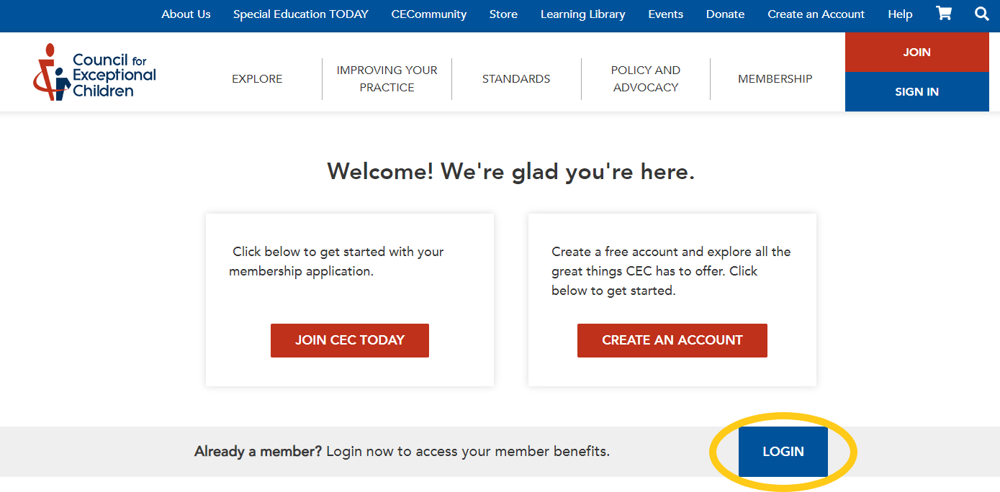 About Us Special Education TODAY CECommunity Store Learning Library Events Donate Create an Account Help
Council for
Exceptional
Children
EXPLORE
IMPROVING YOUR
PRACTICE
STANDARDS
POLICY AND
ADVOCACY
MEMBERSHIP
JOIN
SIGN IN
Welcome! We're glad you're here.
Click below to get started with your
membership application.
JOIN CEC TODAY
Create a free account and explore all the
great things CEC has to offer. Click
below to get started.
CREATE AN ACCOUNT
Already a member? Login now to access your member benefits.
LOGIN